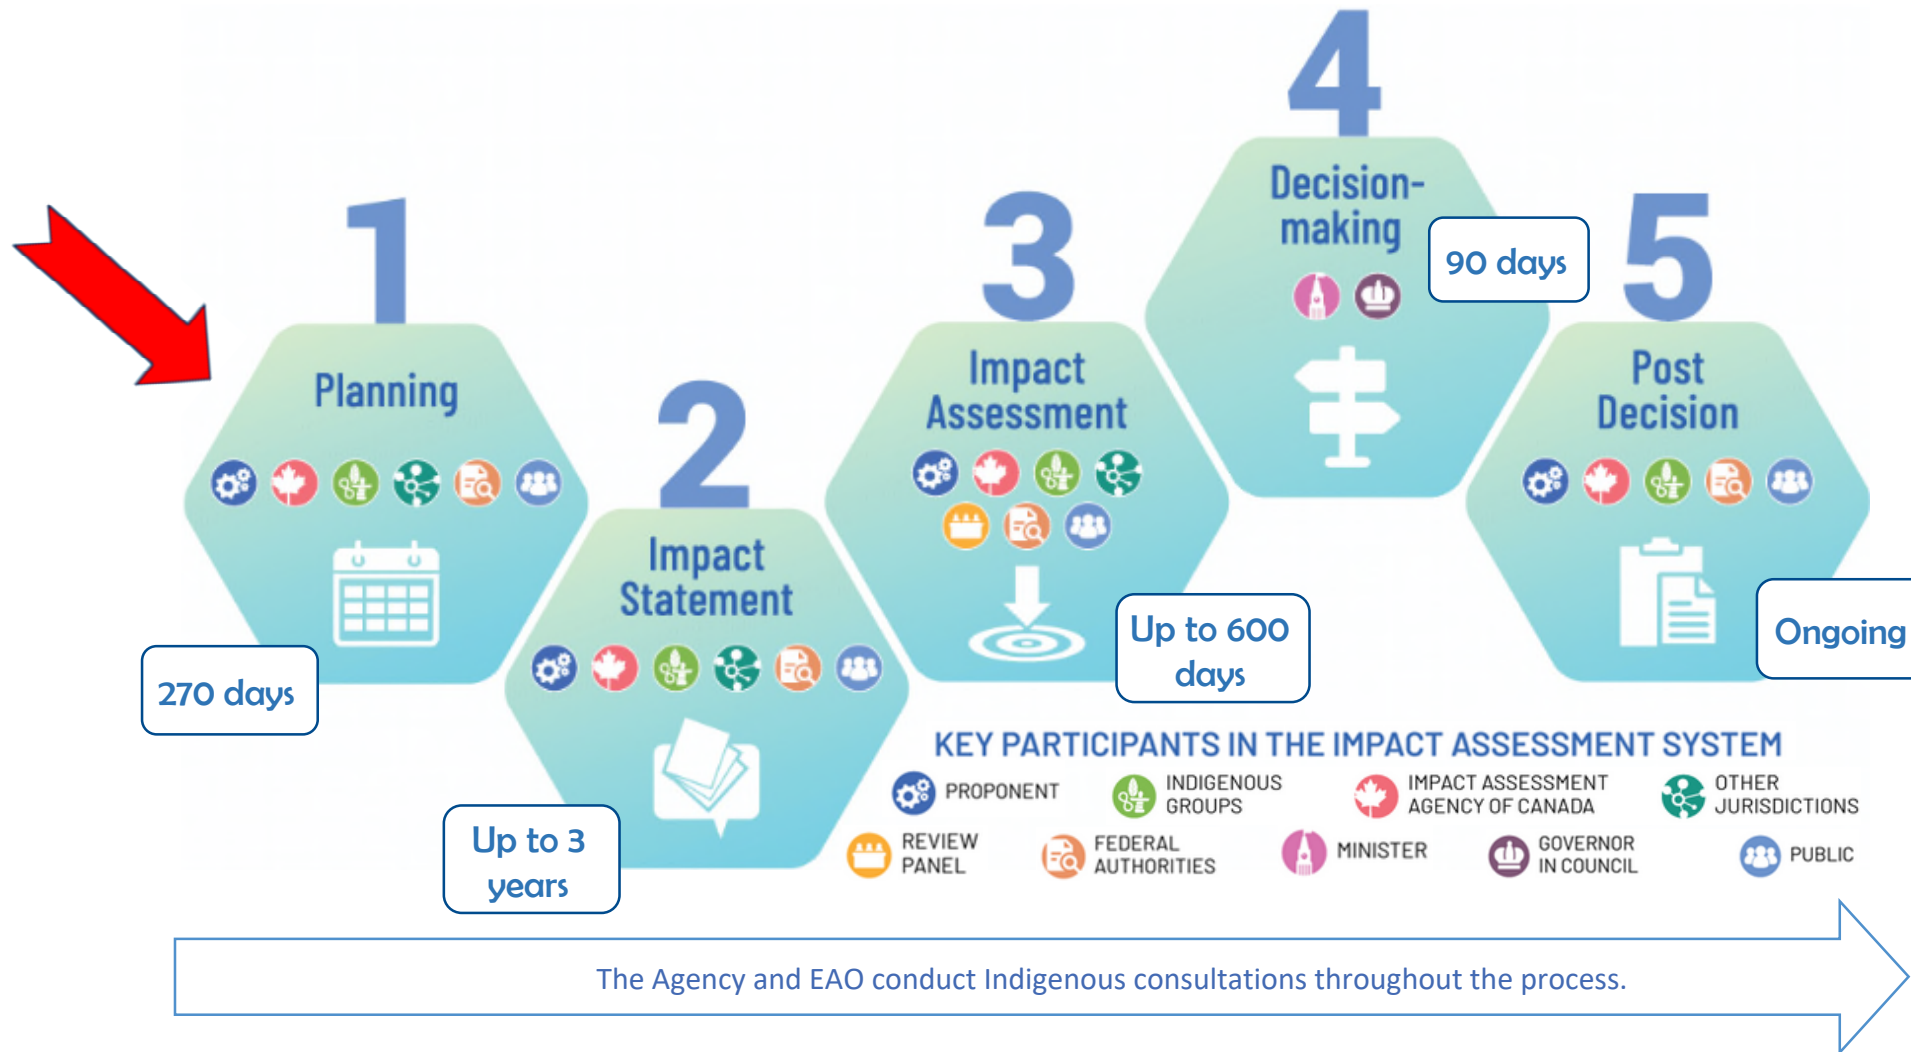 1
Planning
270 days
2
Impact
Statement
Up to 3
years
3
Impact
Assessment
Up to 600
days
4
Decision-
making
90 days
5
Post
Decision
Ongoing
KEY PARTICIPANTS IN THE IMPACT ASSESSMENT SYSTEM
PROPONENT
INDIGENOUS
GROUPS
IMPACT ASSESSMENT
AGENCY OF CANADA
OTHER
JURISDICTIONS
REVIEW
PANEL
FEDERAL
AUTHORITIES
MINISTER
GOVERNOR
IN COUNCIL
PUBLIC
The Agency and EAO conduct Indigenous consultations throughout the process.